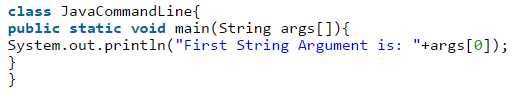 class JavaCommandLine{
public static void main(String args[]){
System.out.println("First String Argument is: "+args[0]);
}
}